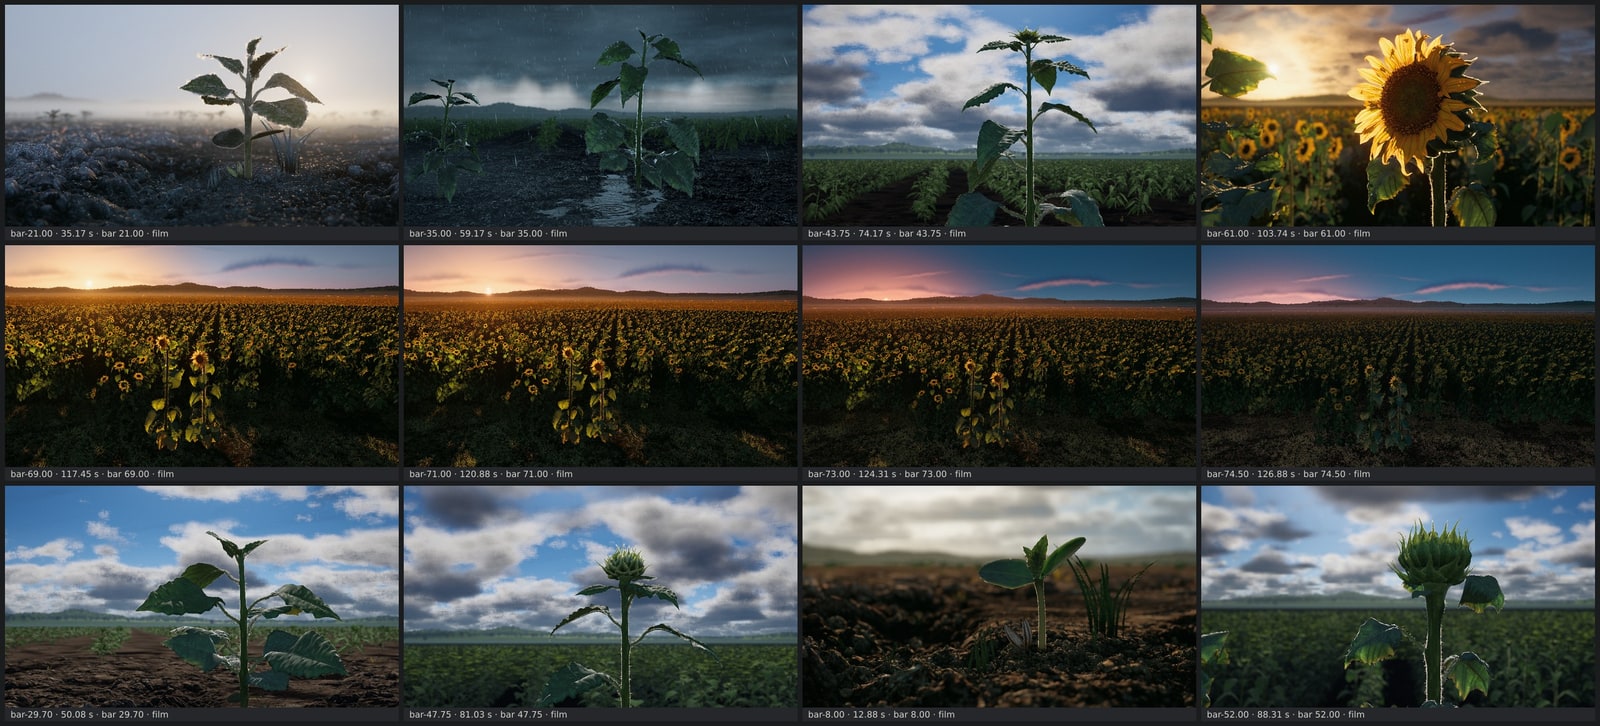 bar-21.00 · 35.17 s · bar 21.00 · film
bar-35.00 · 59.17 s · bar 35.00 · film
bar-43.75 · 74.17 s · bar 43.75 · film
bar-61.00 · 103.74 s · bar 61.00 · film
bar-69.00 · 117.45 s · bar 69.00 · film
bar-71.00 · 120.88 s · bar 71.00 · film
bar-73.00 · 124.31 s · bar 73.00 · film
bar-74.50 · 126.88 s · bar 74.50 · film
bar-29.70 · 50.08 s · bar 29.70 · film
bar-47.75 · 81.03 s · bar 47.75 · film
bar-8.00 · 12.88 s · bar 8.00 · film
bar-52.00 · 88.31 s · bar 52.00 · film